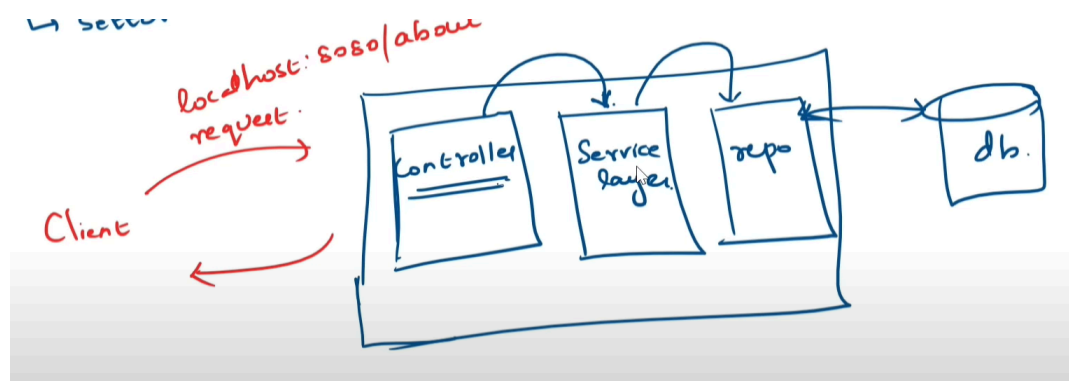 localhost: 8080/about
request.
Client
Controller
Service
layer.
repo
db.